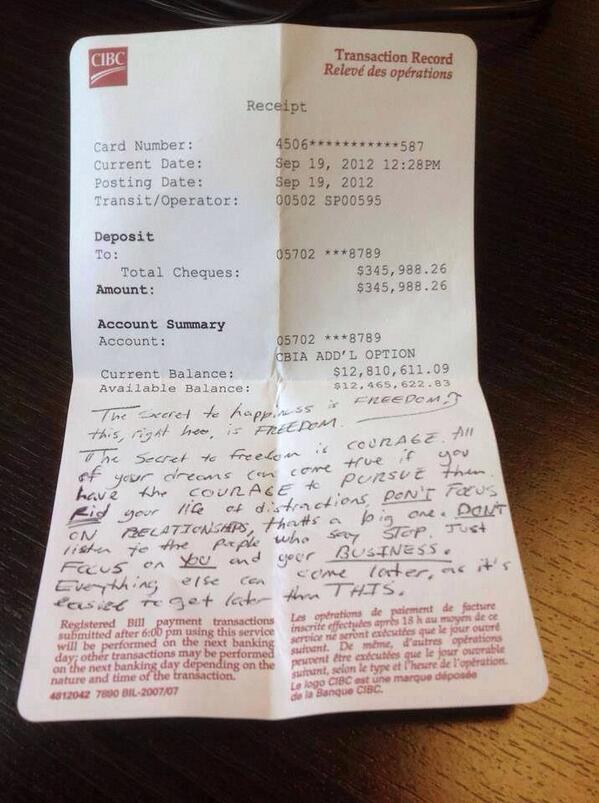 CIBC
Transaction Record
Relevé des opérations
Receipt
Card Number: 4506***********587
Current Date: Sep 19, 2012 12:28PM
Posting Date: Sep 19, 2012
Transit/Operator: 00502 SP00595
Deposit
To: 05702 ***8789
Total Cheques: $345,988.26
Amount: $345,988.26
Account Summary
Account: 05702 ***8789
CBIA ADD'L OPTION
Current Balance: $12,810,611.09
Available Balance: $12,465,622.83
The secret to happiness is FREEDOM,
this, right here, is FREEDOM.
The secret to freedom is COURAGE. All
of your dreams can come true if you
have the COURAGE to PURSUE them.
Rid your life of distractions, DON'T FOCUS
ON RELATIONSHIPS, thatts a big one. DON'T
listen to the people who say STOP. Just
FOCUS on YOU and your BUSINESS.
Everything else can come later, as it's
easier to get later than THIS.
Registered Bill payment transactions
submitted after 6:00 pm using this service
will be performed on the next banking
day; other transactions may be performed
on the next banking day depending on the
nature and time of the transaction.
4812042 7890 BIL-2007/07
Les opérations de paiement de facture
inscrite effectuées après 18 h au moyen de ce
service ne seront exécutées que le jour ouvré
suivant. De même, d'autres opérations
peuvent être exécutées que le jour ouvrable
suivant, selon le type et l'heure de l'opération.
Le logo CIBC est une marque déposée
de la Banque CIBC.